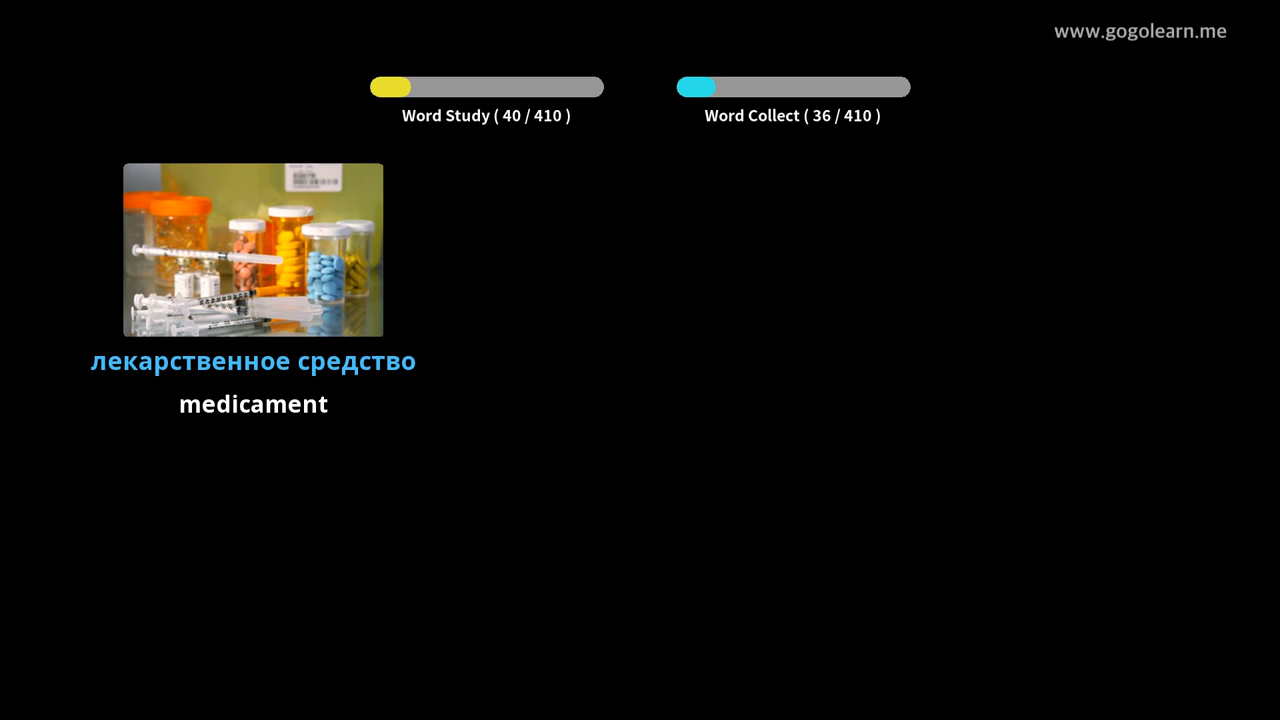 www.gogolearn.me
Word Study ( 40 / 410 )
Word Collect ( 36 / 410 )
лекарственное средство
medicament